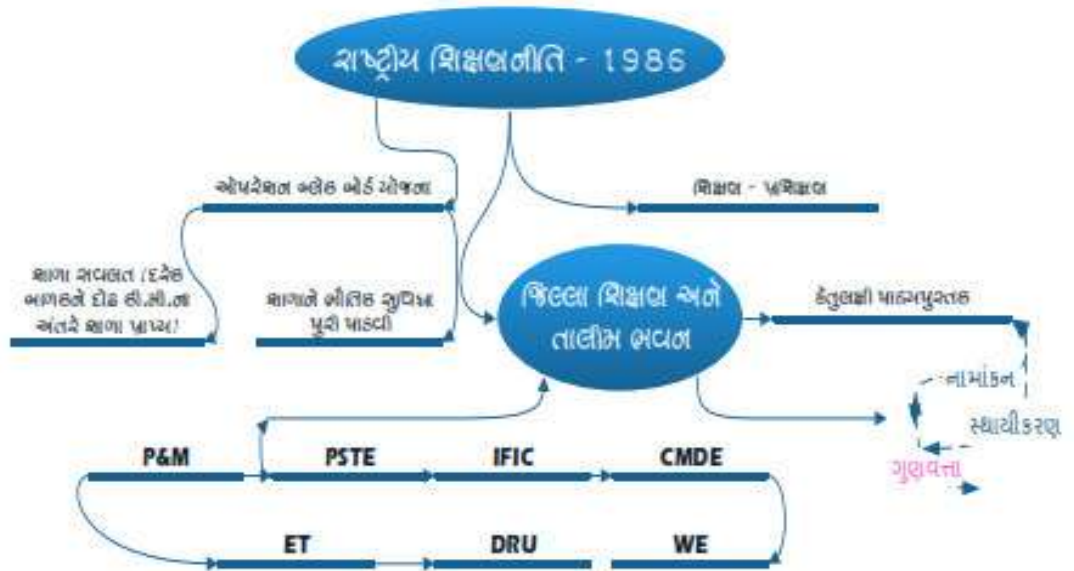 રાષ્ટ્રીય શિક્ષણનીતિ - 1986
ઓપરેશન બ્લેક બોર્ડ યોજના
શિક્ષણ - પ્રશિક્ષણ
શાળા સવલત (દરેક
બાળકને દોઢ કી.મી.ના
અંતરે શાળા પ્રાપ્ય)
શાળાને ભૌતિક સુવિધા
પૂરી પાડવી
જિલ્લા શિક્ષણ અને
તાલીમ ભવન
હેતુલક્ષી પાઠ્યપુસ્તક
નામાંકન
સ્થાયીકરણ
ગુણવત્તા
P&M
PSTE
IFIC
CMDE
ET
DRU
WE